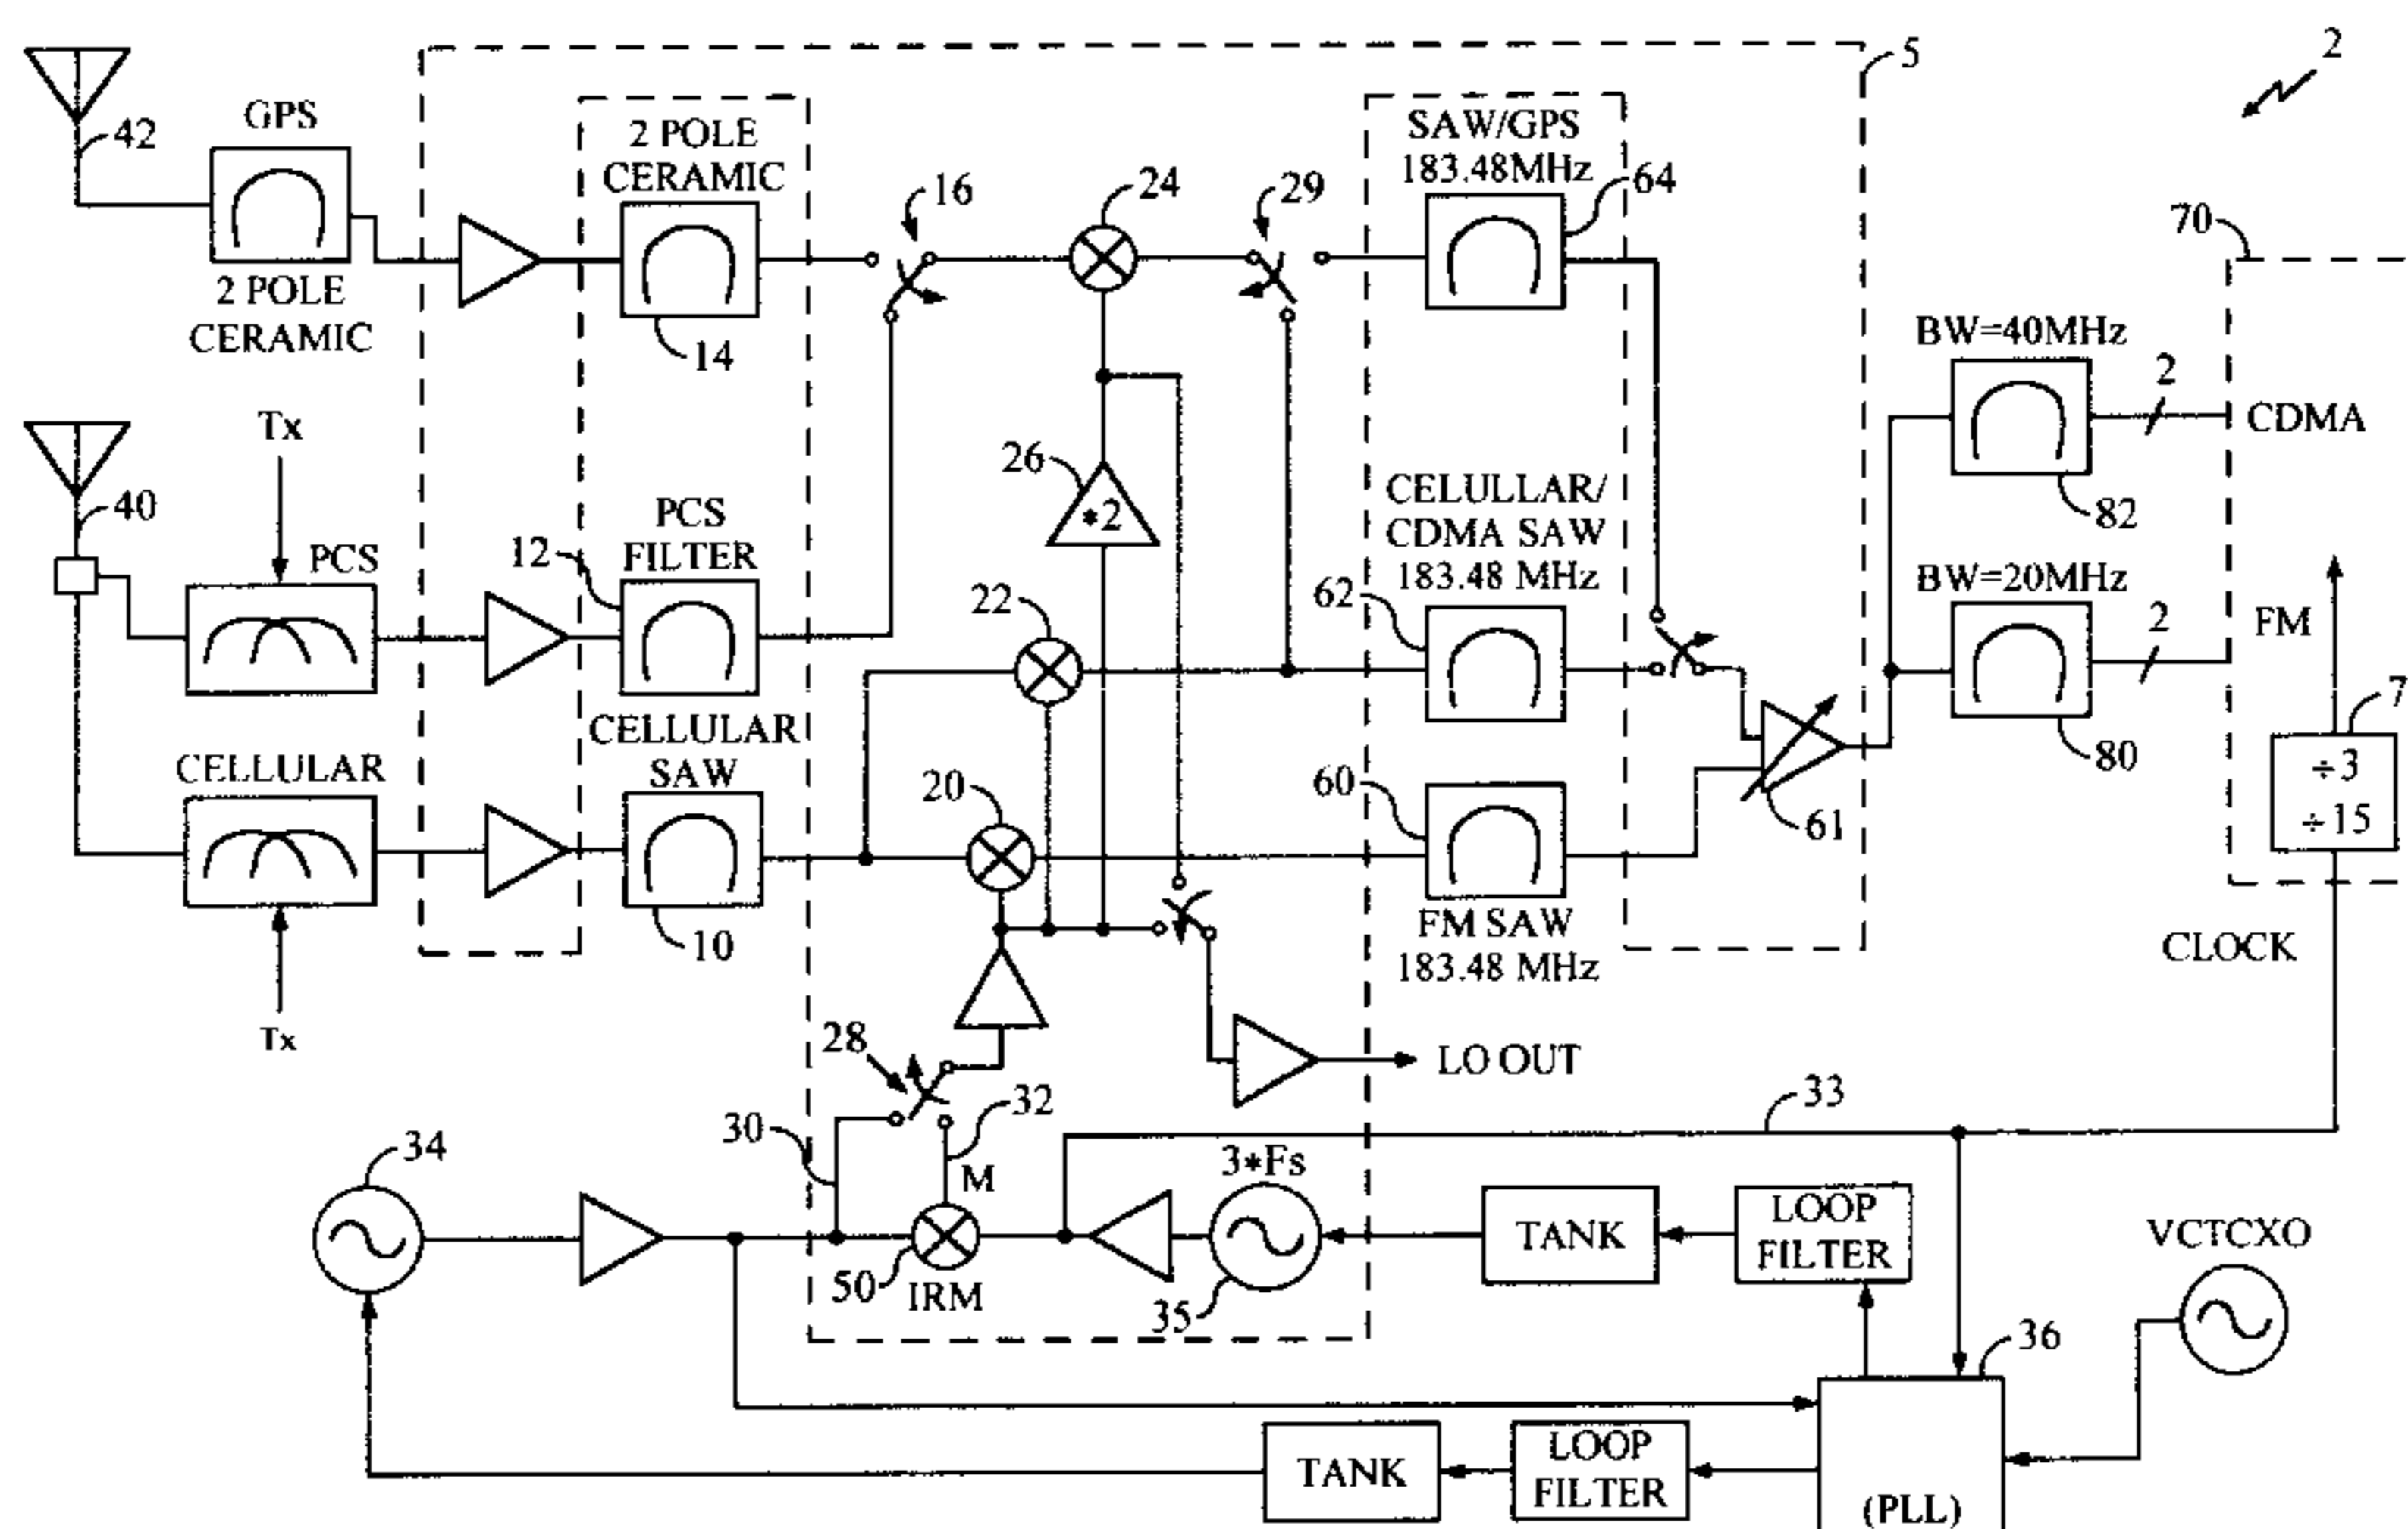 2
5
42
GPS
2 POLE
CERAMIC
2 POLE
CERAMIC
14
16
24
29
SAW/GPS
183.48MHz
64
70
BW=40MHz
2
CDMA
82
Tx
40
PCS
12
PCS
FILTER
26
*2
22
CELULLAR/
CDMA SAW
183.48 MHz
62
BW=20MHz
2
FM
80
7
÷3
÷15
CELLULAR
CELLULAR
SAW
10
Tx
20
60
61
FM SAW
183.48 MHz
CLOCK
28
LO OUT
32
33
30
34
M
3*Fs
50
IRM
35
TANK
LOOP
FILTER
VCTCXO
36
TANK
LOOP
FILTER
(PLL)